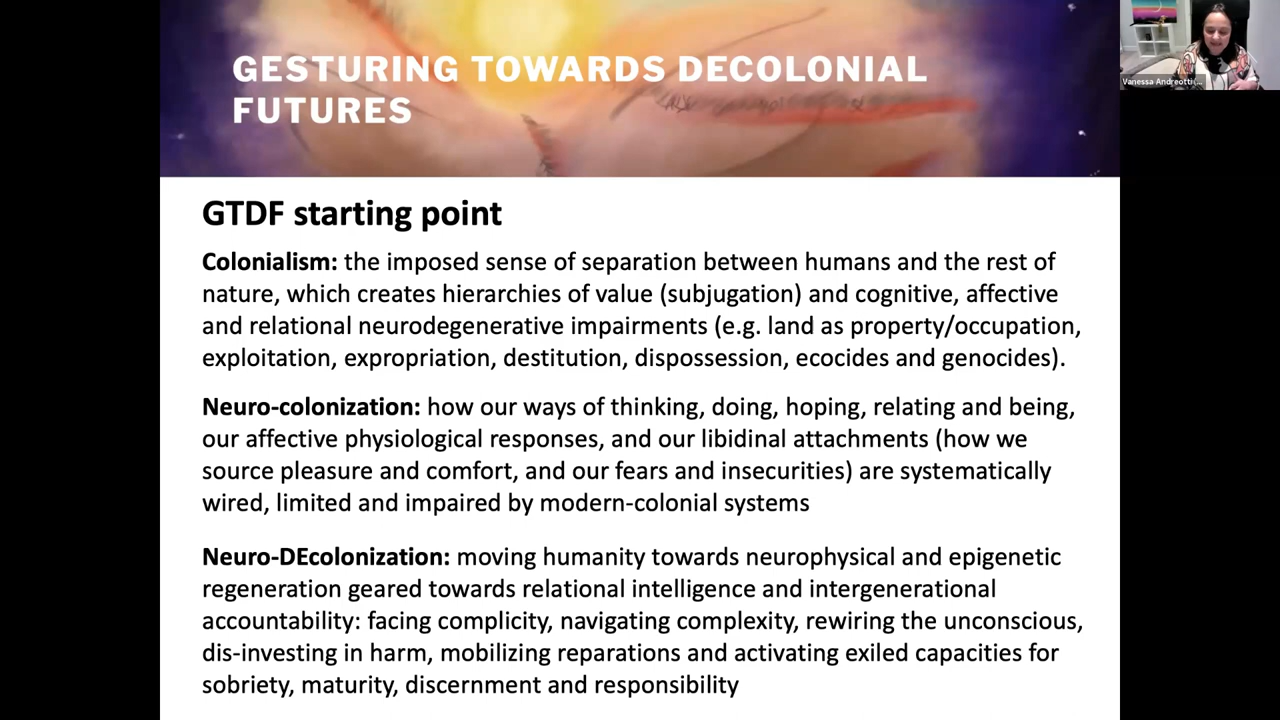 GESTURING TOWARDS DECOLONIAL
FUTURES
Vanessa Andreotti(...
GTDF starting point
Colonialism: the imposed sense of separation between humans and the rest of
nature, which creates hierarchies of value (subjugation) and cognitive, affective
and relational neurodegenerative impairments (e.g. land as property/occupation,
exploitation, expropriation, destitution, dispossession, ecocides and genocides).
Neuro-colonization: how our ways of thinking, doing, hoping, relating and being,
our affective physiological responses, and our libidinal attachments (how we
source pleasure and comfort, and our fears and insecurities) are systematically
wired, limited and impaired by modern-colonial systems
Neuro-DEcolonization: moving humanity towards neurophysical and epigenetic
regeneration geared towards relational intelligence and intergenerational
accountability: facing complicity, navigating complexity, rewiring the unconscious,
dis-investing in harm, mobilizing reparations and activating exiled capacities for
sobriety, maturity, discernment and responsibility